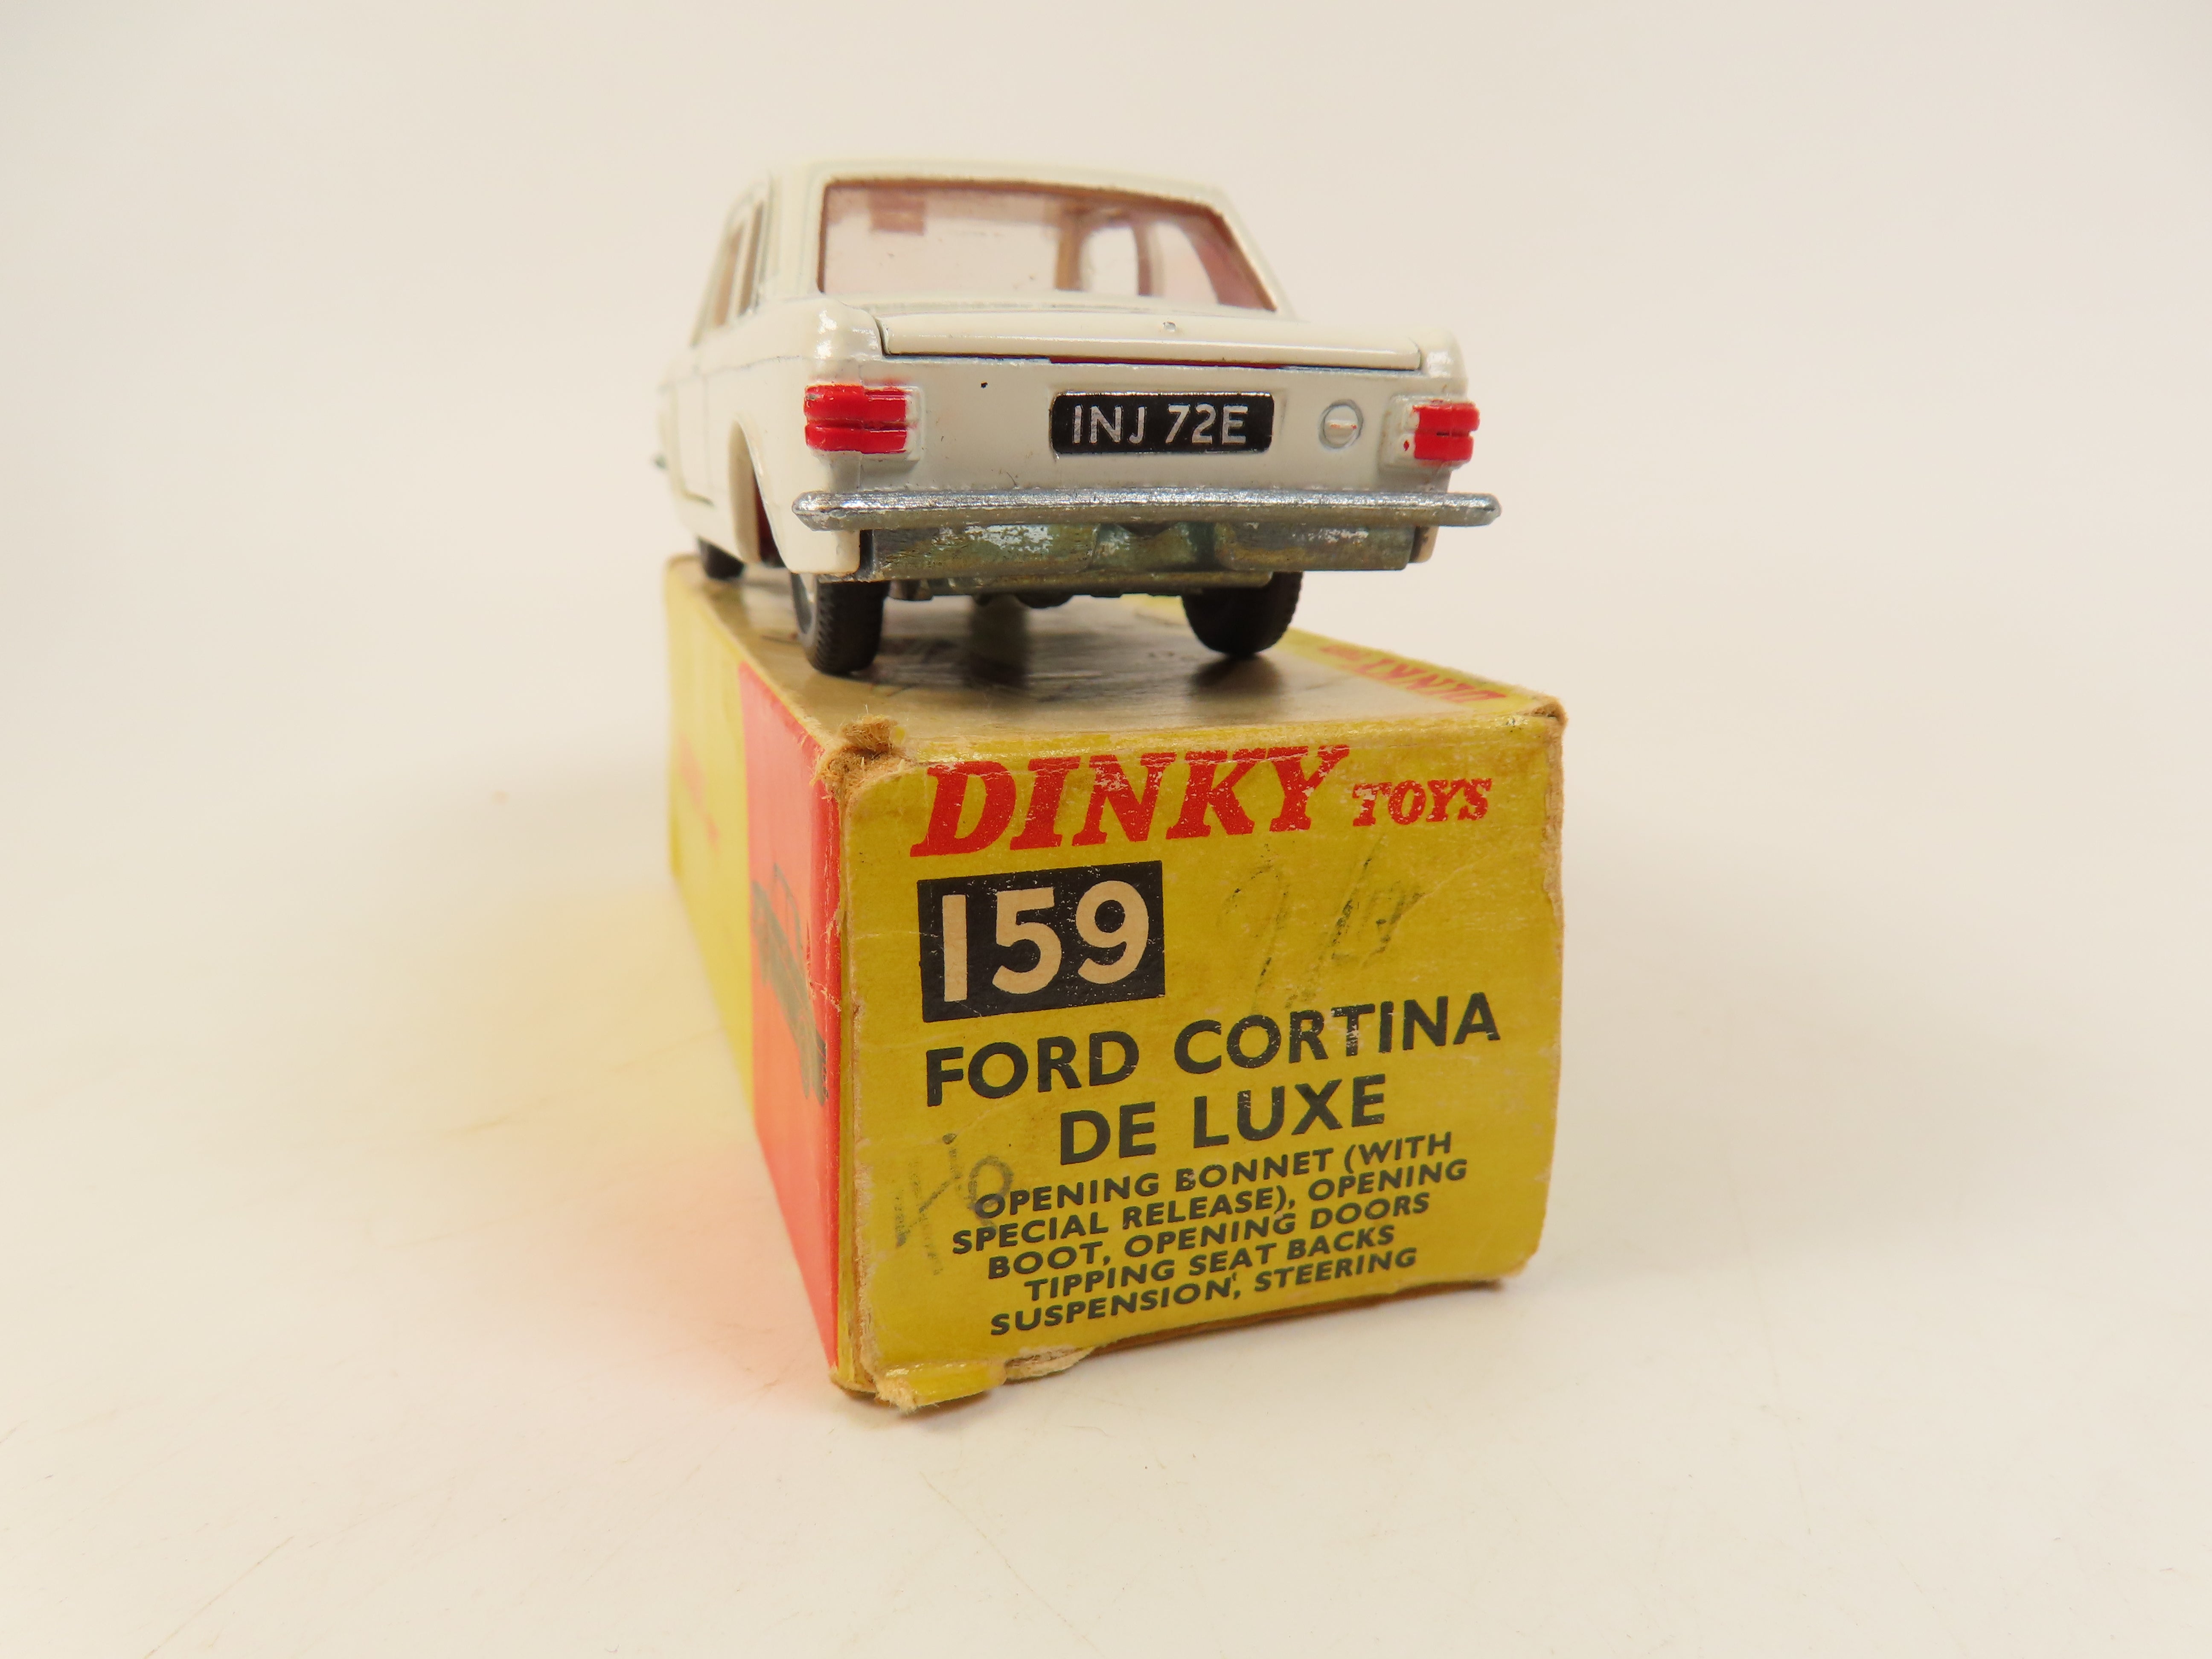 INJ 72E
DINKY
DINKY TOYS
159
FORD CORTINA
DE LUXE
OPENING BONNET (WITH
SPECIAL RELEASE), OPENING
BOOT, OPENING DOORS
TIPPING SEAT BACKS
SUSPENSION, STEERING